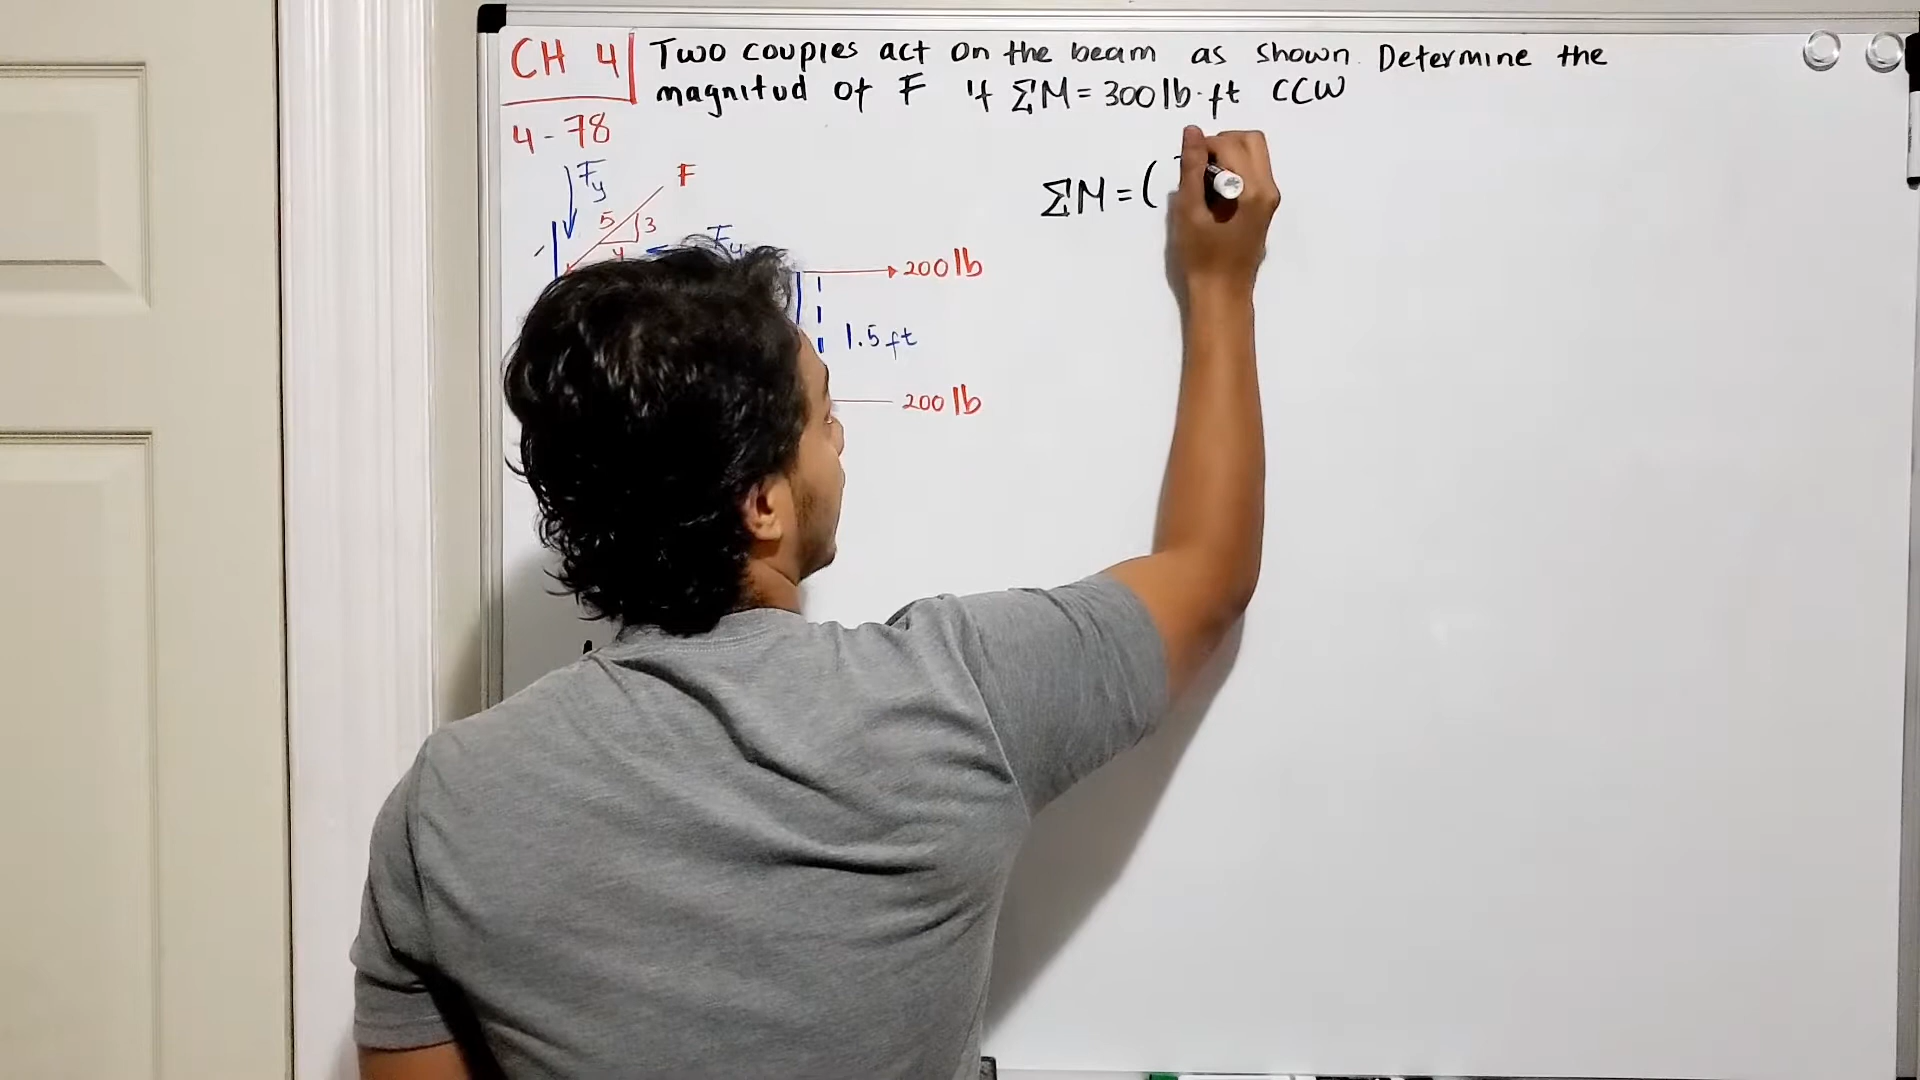 CH 4
Two couples act on the beam as shown. Determine the
magnitud of F if ΣM = 300 lb·ft CCW
4-78
Fy
F
5
3
4
200 lb
1.5 ft
200 lb
ΣM = (